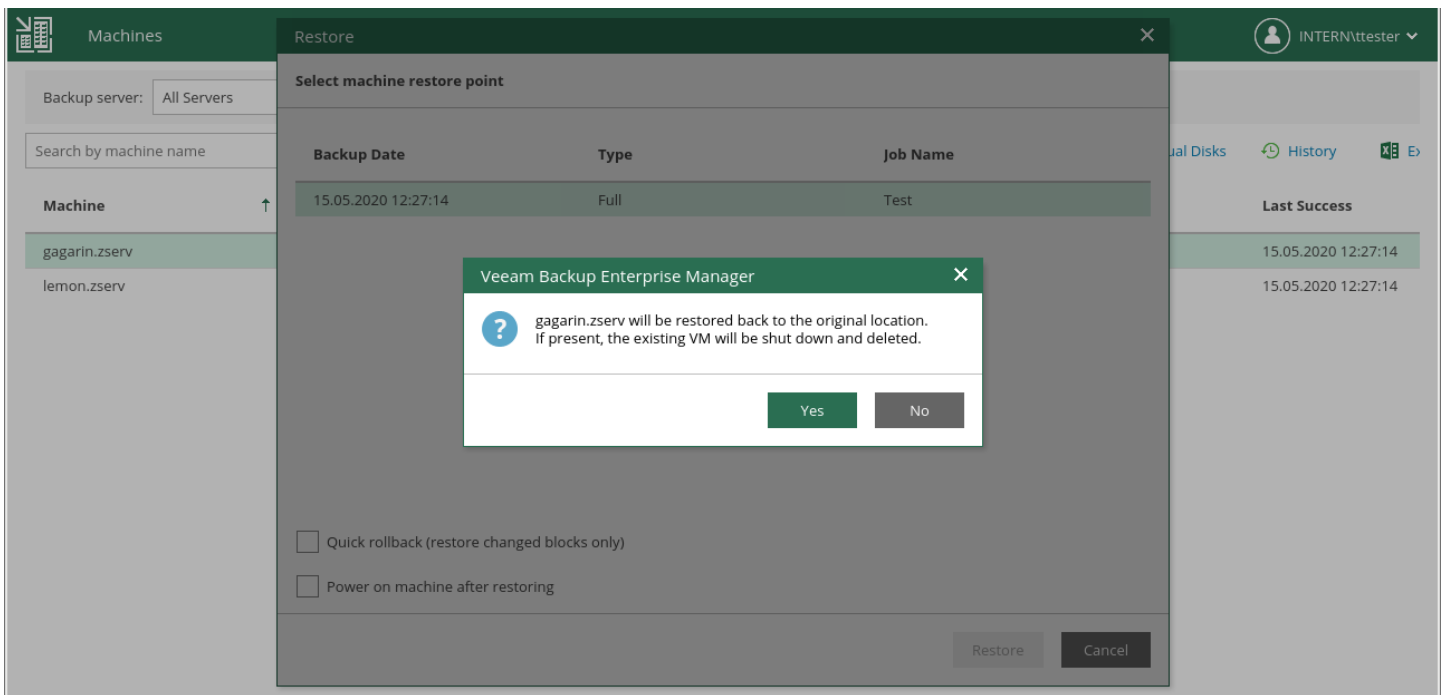 Machines
Restore
INTERN\ttester
Select machine restore point
Backup server: All Servers
Search by machine name
Backup Date Type Job Name
ual Disks History
Machine Last Success
15.05.2020 12:27:14 Full Test
gagarin.zserv 15.05.2020 12:27:14
lemon.zserv 15.05.2020 12:27:14
Veeam Backup Enterprise Manager
gagarin.zserv will be restored back to the original location.
If present, the existing VM will be shut down and deleted.
Yes No
Quick rollback (restore changed blocks only)
Power on machine after restoring
Restore Cancel